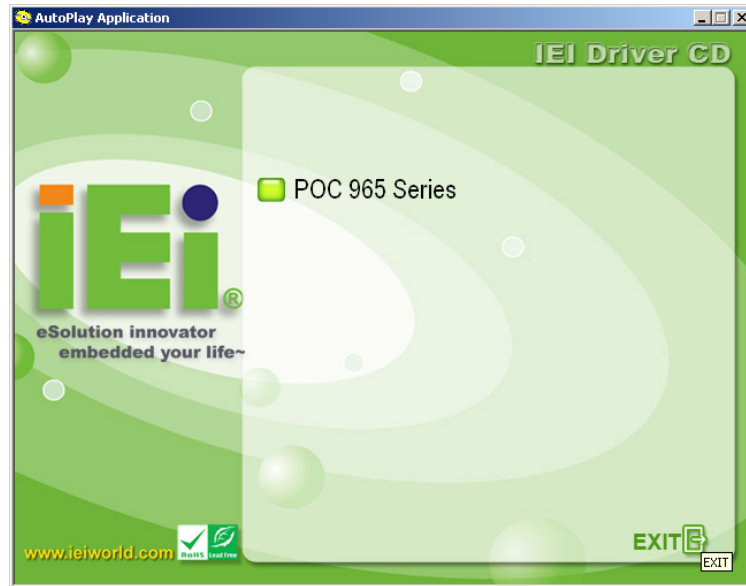 AutoPlay Application
IEI Driver CD
POC 965 Series
iEi®
eSolution innovator
embedded your life~
www.ieiworld.com
RoHS
Lead Free
EXIT
EXIT